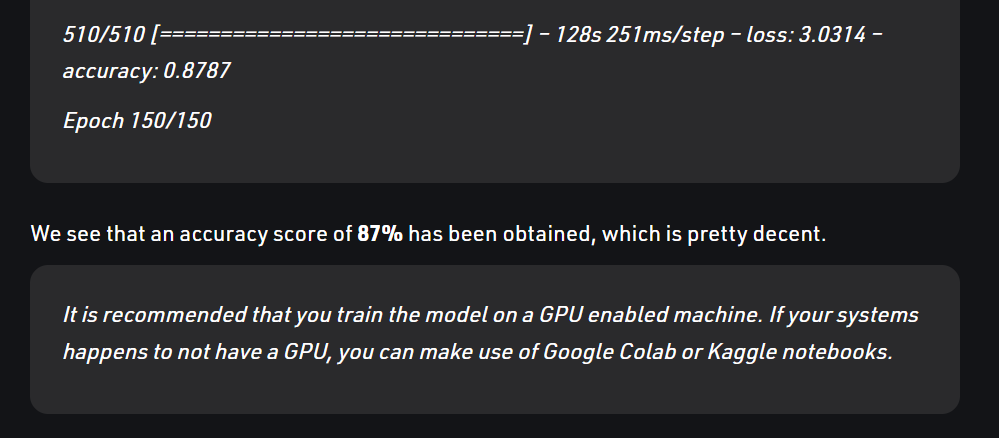 510/510 [==============================] – 128s 251ms/step – loss: 3.0314 –
accuracy: 0.8787
Epoch 150/150
We see that an accuracy score of 87% has been obtained, which is pretty decent.
It is recommended that you train the model on a GPU enabled machine. If your systems
happens to not have a GPU, you can make use of Google Colab or Kaggle notebooks.